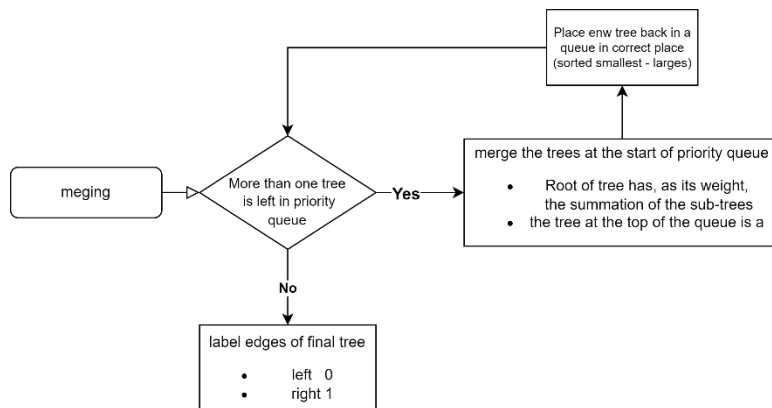 Place enw tree back in a
queue in correct place
(sorted smallest - larges)
meging
More than one tree
is left in priority
queue
Yes
merge the trees at the start of priority queue
• Root of tree has, as its weight,
the summation of the sub-trees
• the tree at the top of the queue is a
No
label edges of final tree
• left 0
• right 1